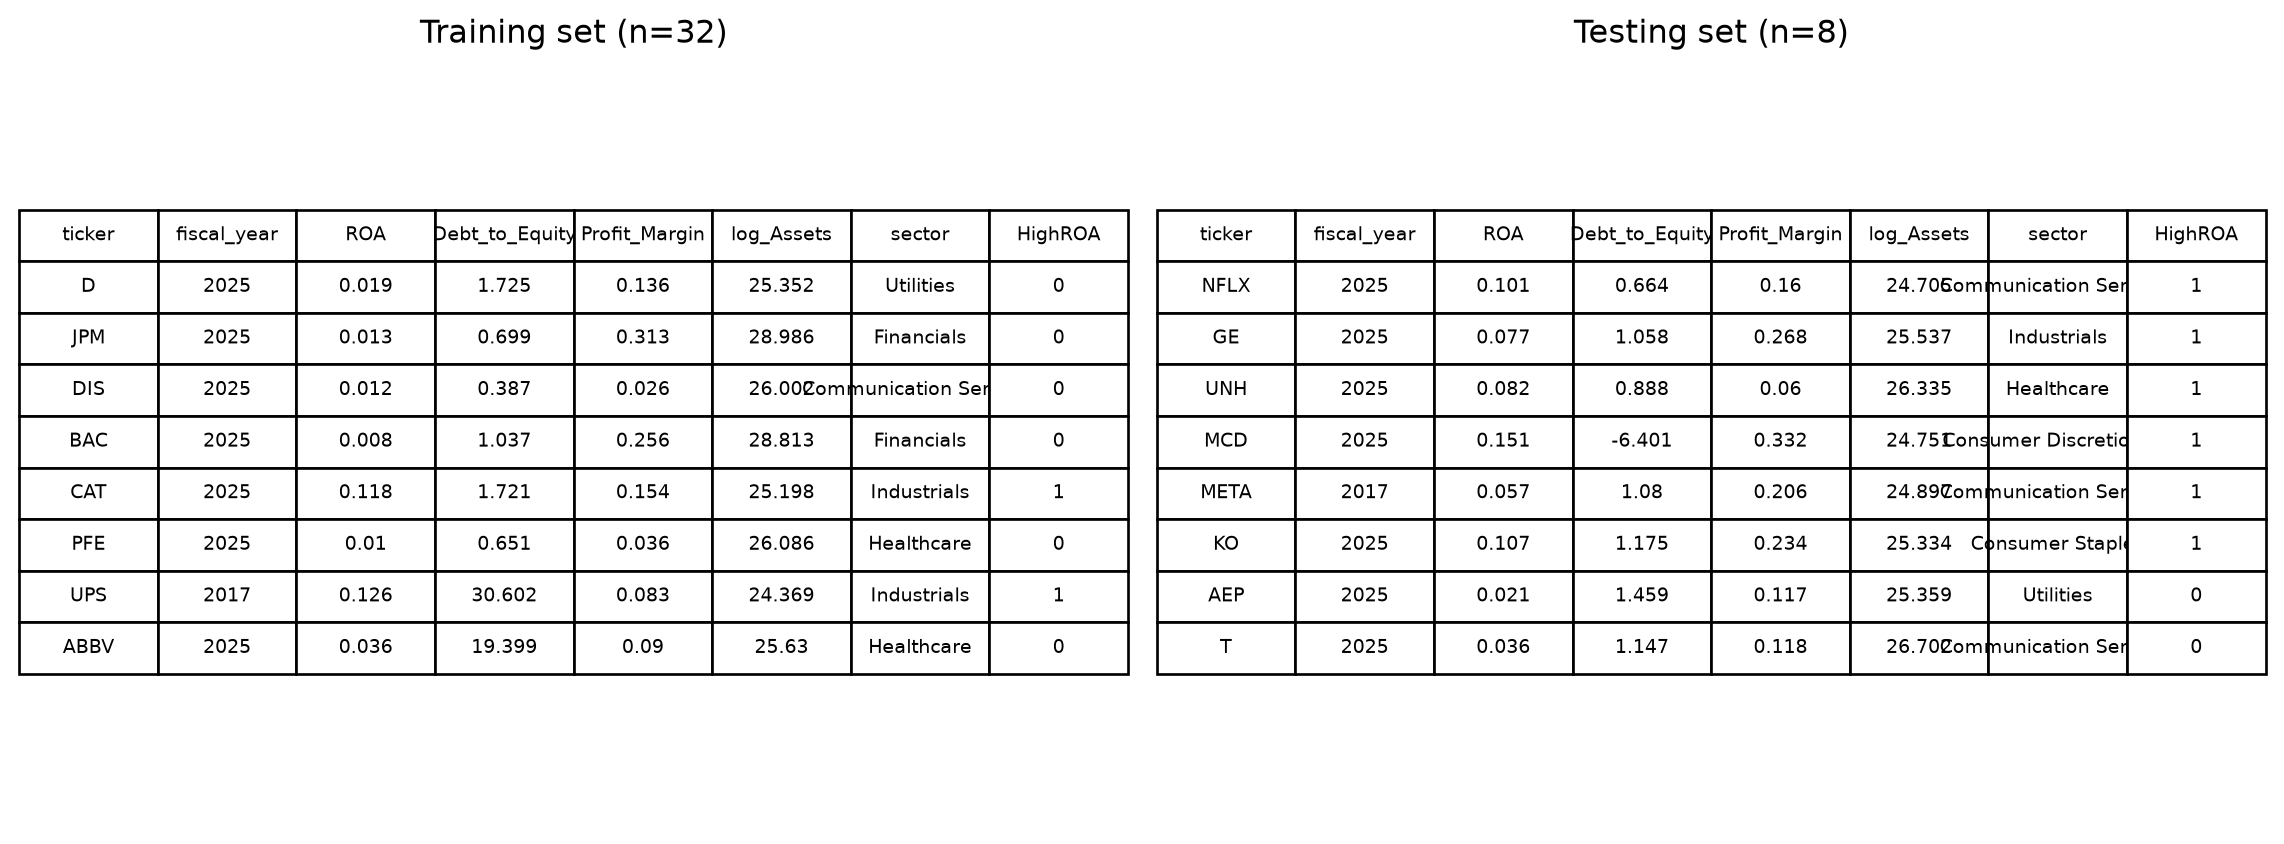 Training set (n=32)
ticker fiscal_year ROA Debt_to_Equity Profit_Margin log_Assets sector HighROA
D 2025 0.019 1.725 0.136 25.352 Utilities 0
JPM 2025 0.013 0.699 0.313 28.986 Financials 0
DIS 2025 0.012 0.387 0.026 26.002 Communication Ser 0
BAC 2025 0.008 1.037 0.256 28.813 Financials 0
CAT 2025 0.118 1.721 0.154 25.198 Industrials 1
PFE 2025 0.01 0.651 0.036 26.086 Healthcare 0
UPS 2017 0.126 30.602 0.083 24.369 Industrials 1
ABBV 2025 0.036 19.399 0.09 25.63 Healthcare 0
Testing set (n=8)
ticker fiscal_year ROA Debt_to_Equity Profit_Margin log_Assets sector HighROA
NFLX 2025 0.101 0.664 0.16 Communication Ser 1
GE 2025 0.077 1.058 0.268 25.537 Industrials 1
UNH 2025 0.082 0.888 0.06 26.335 Healthcare 1
MCD 2025 0.151 -6.401 0.332 24.751 Consumer Discretio 1
META 2017 0.057 1.08 0.206 24.897 Communication Ser 1
KO 2025 0.107 1.175 0.234 25.334 Consumer Staple 1
AEP 2025 0.021 1.459 0.117 25.359 Utilities 0
T 2025 0.036 1.147 0.118 26.702 Communication Ser 0